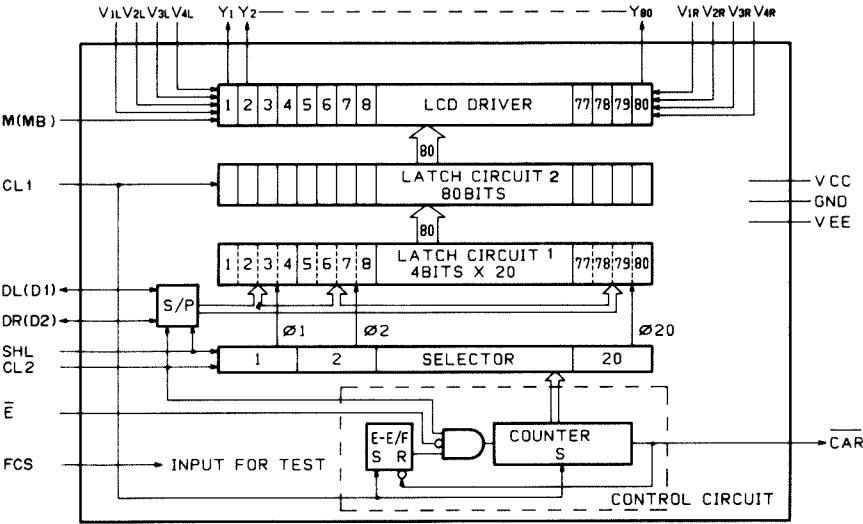 V1L V2L V3L V4L Y1 Y2 Y80 V1R V2R V3R V4R
M(MB) 1 2 3 4 5 6 7 8 LCD DRIVER 77 78 79 80
80
CL1 LATCH CIRCUIT 2
80BITS
VCC
GND
VEE
80
1 2 3 4 5 6 7 8 LATCH CIRCUIT 1 77 78 79 80
4BITS X 20
DL(D1)
S/P
DR(D2)
Ø1 Ø2 Ø20
SHL
CL2
1 2 SELECTOR 20
E̅
E-E/F
S R
COUNTER
S
C̅A̅R̅
FCS INPUT FOR TEST
CONTROL CIRCUIT